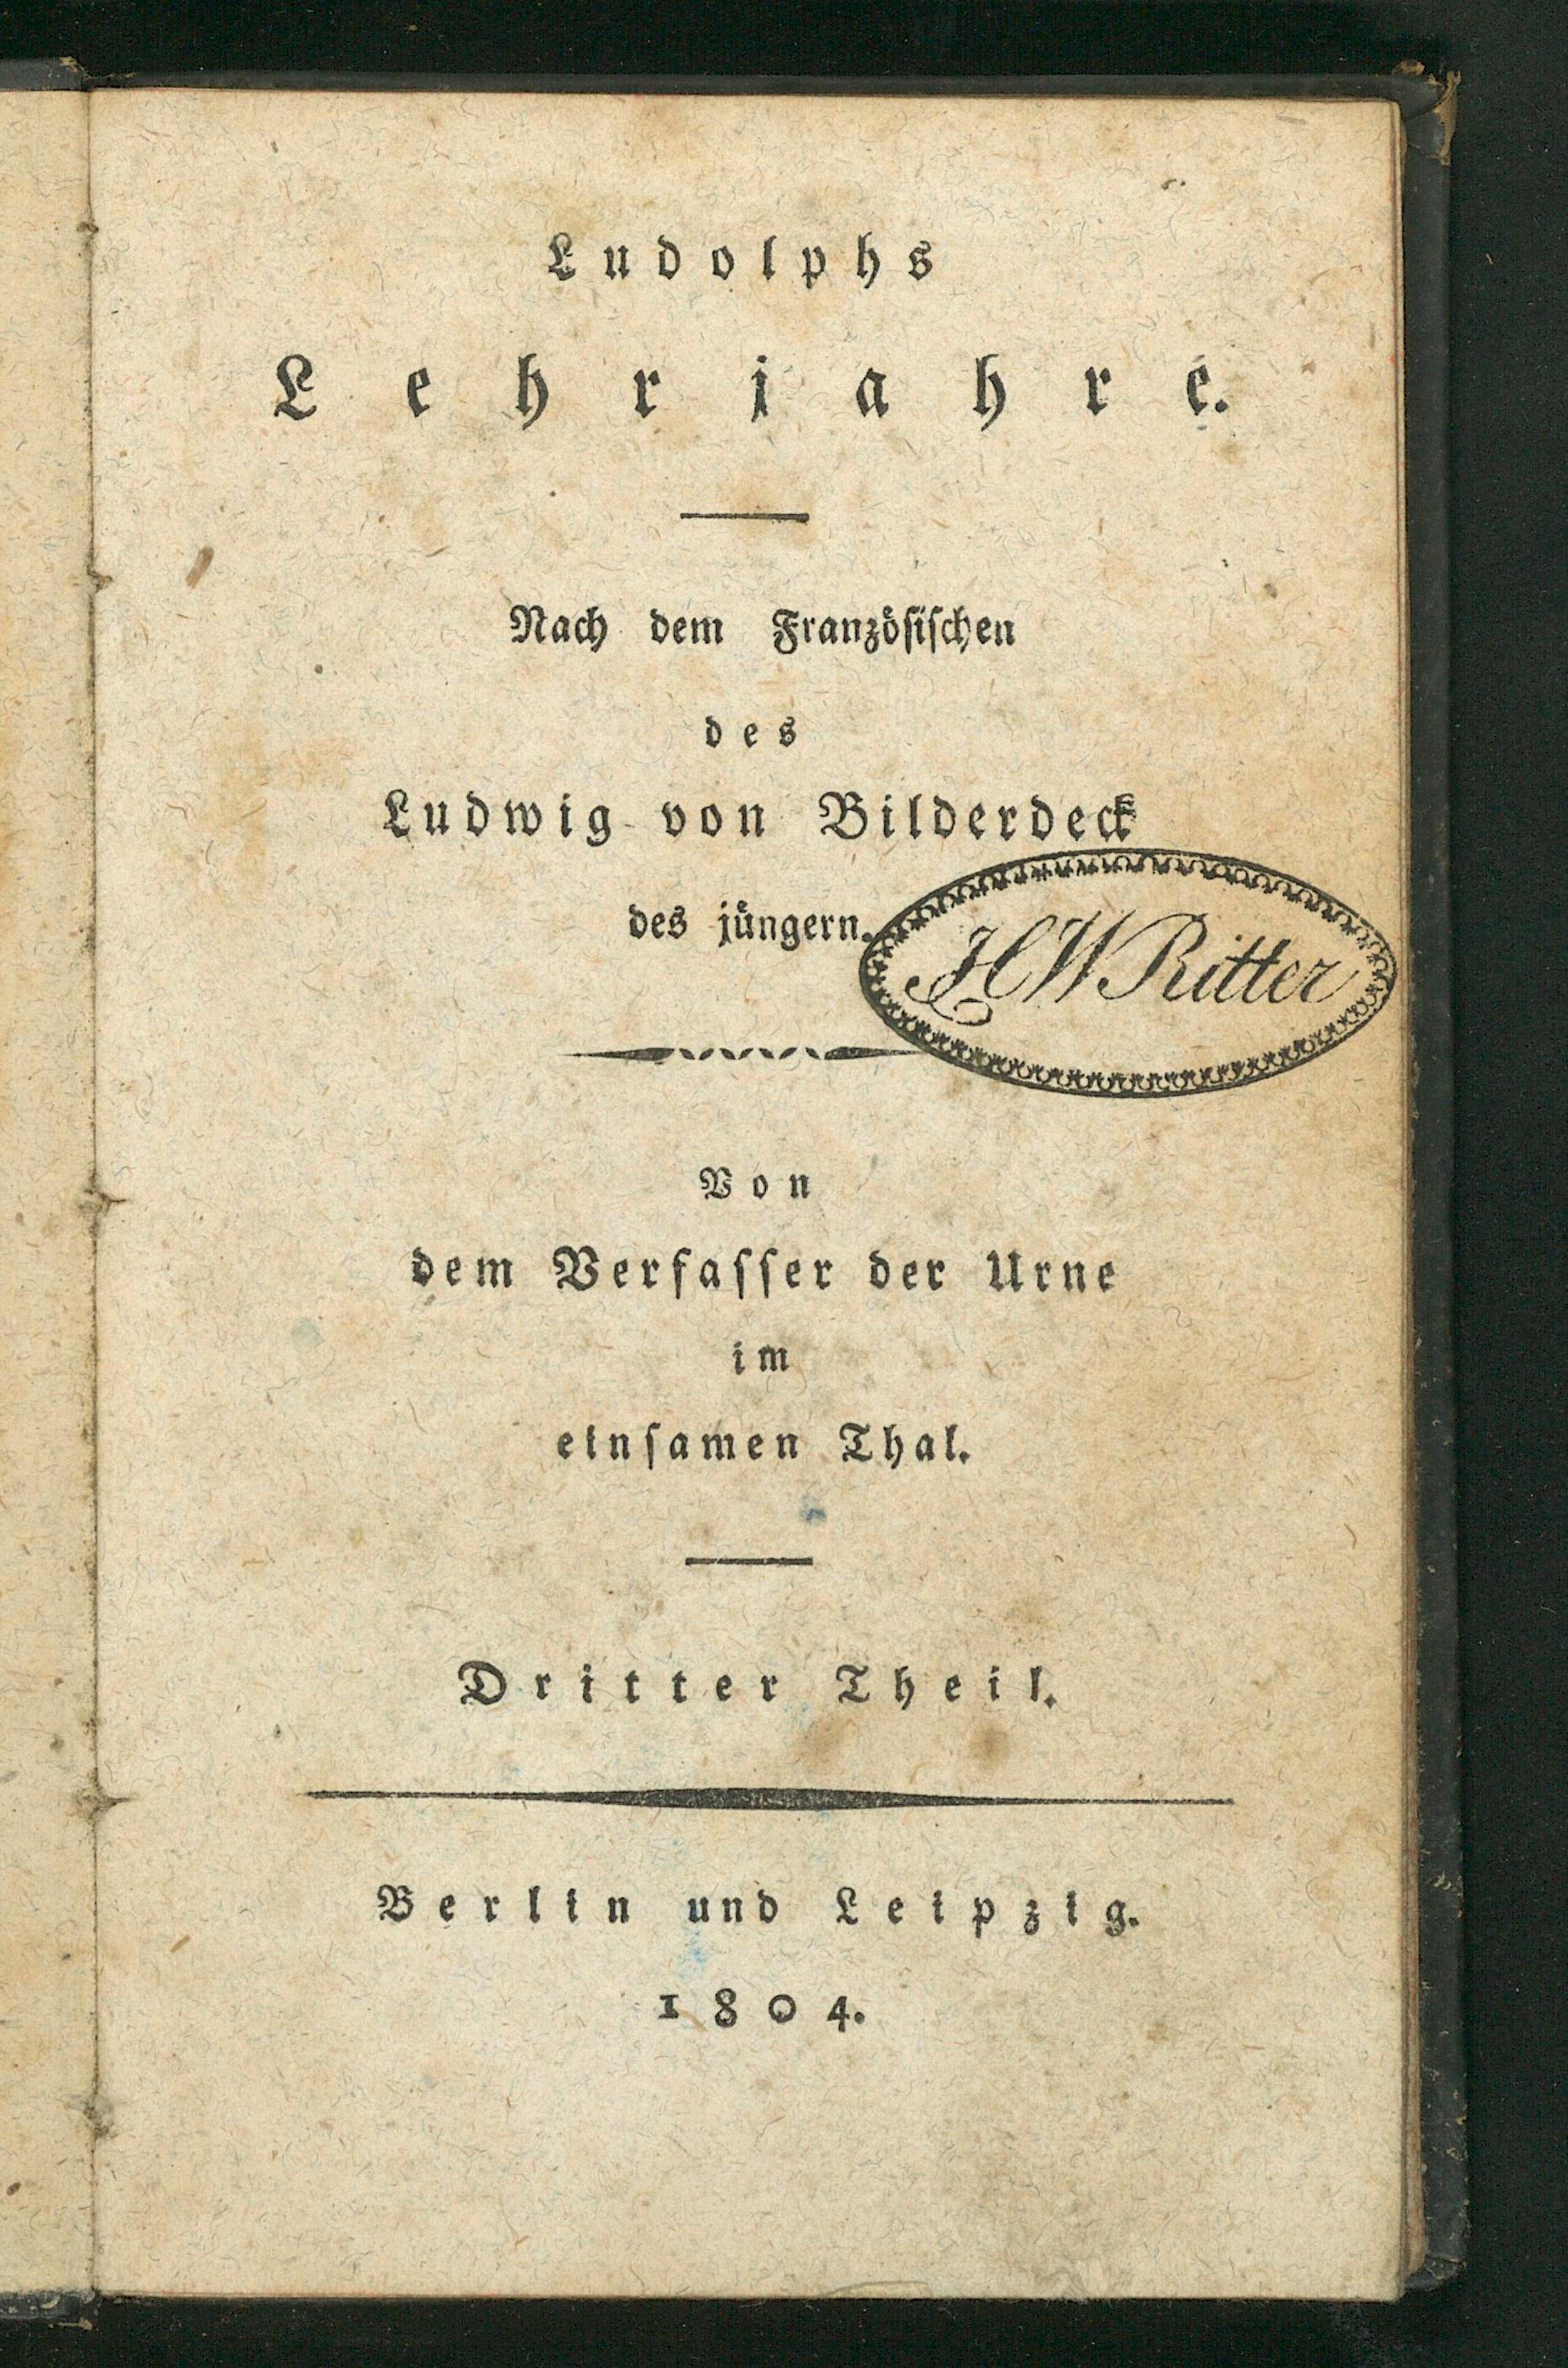 Ludolphs
Lehrjahre.
Nach dem Französischen
des
Ludwig von Bilderdeck
des jüngern.
HW Ritter
Von
dem Verfasser der Urne
im
einsamen Thal.
Dritter Theil.
Berlin und Leipzig.
1804.